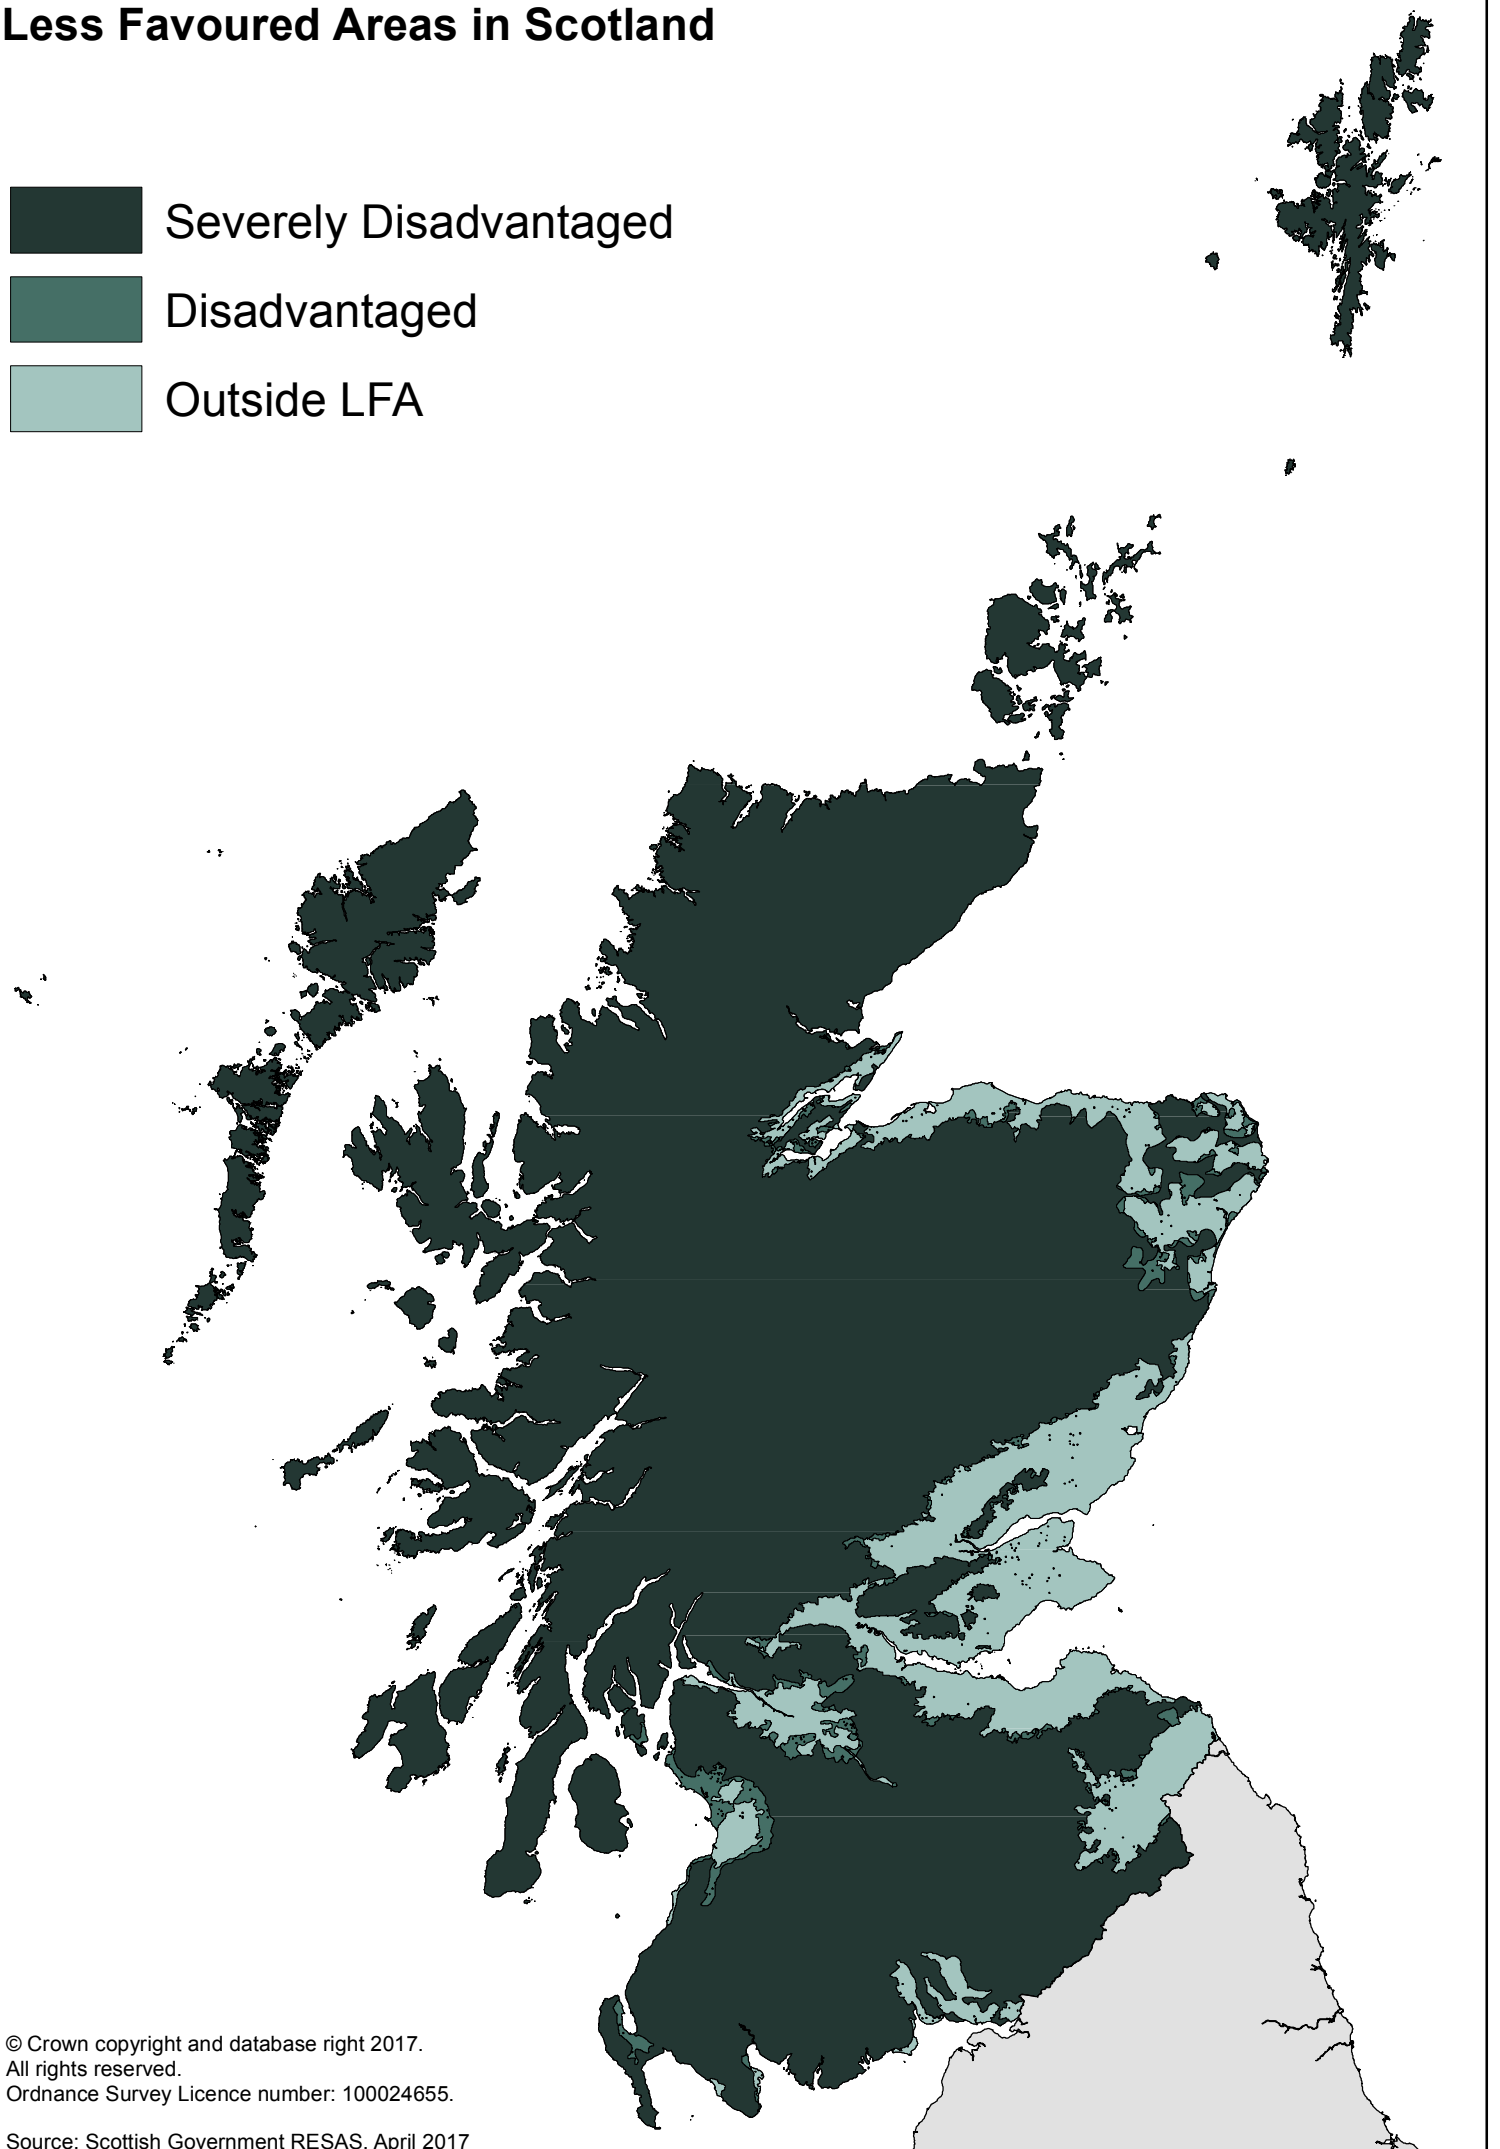 Less Favoured Areas in Scotland
Severely Disadvantaged
Disadvantaged
Outside LFA
© Crown copyright and database right 2017.
All rights reserved.
Ordnance Survey Licence number: 100024655.
Source: Scottish Government RESAS, April 2017